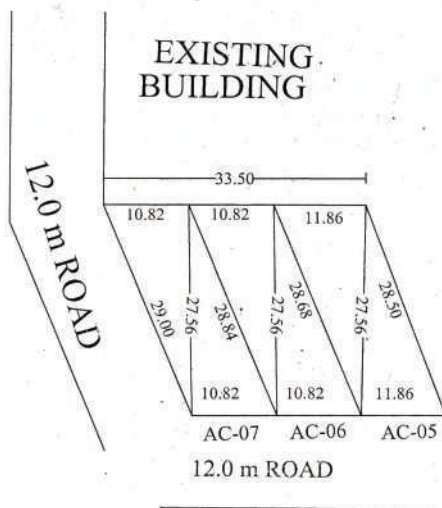 EXISTING
BUILDING
33.50
10.82 10.82 11.86
12.0 m ROAD
29.00 27.56 28.84 28.68 27.56 28.50
27.56
10.82 10.82 11.86
AC-07 AC-06 AC-05
12.0 m ROAD